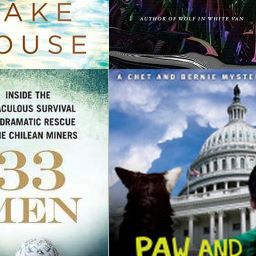 AKE
OUSE
AUTHOR OF WOLF IN WHITE VAN
INSIDE THE
ACULOUS SURVIVAL
DRAMATIC RESCUE
HE CHILEAN MINERS
33
MEN
A CHET AND BERNIE MYSTE
PAW AND